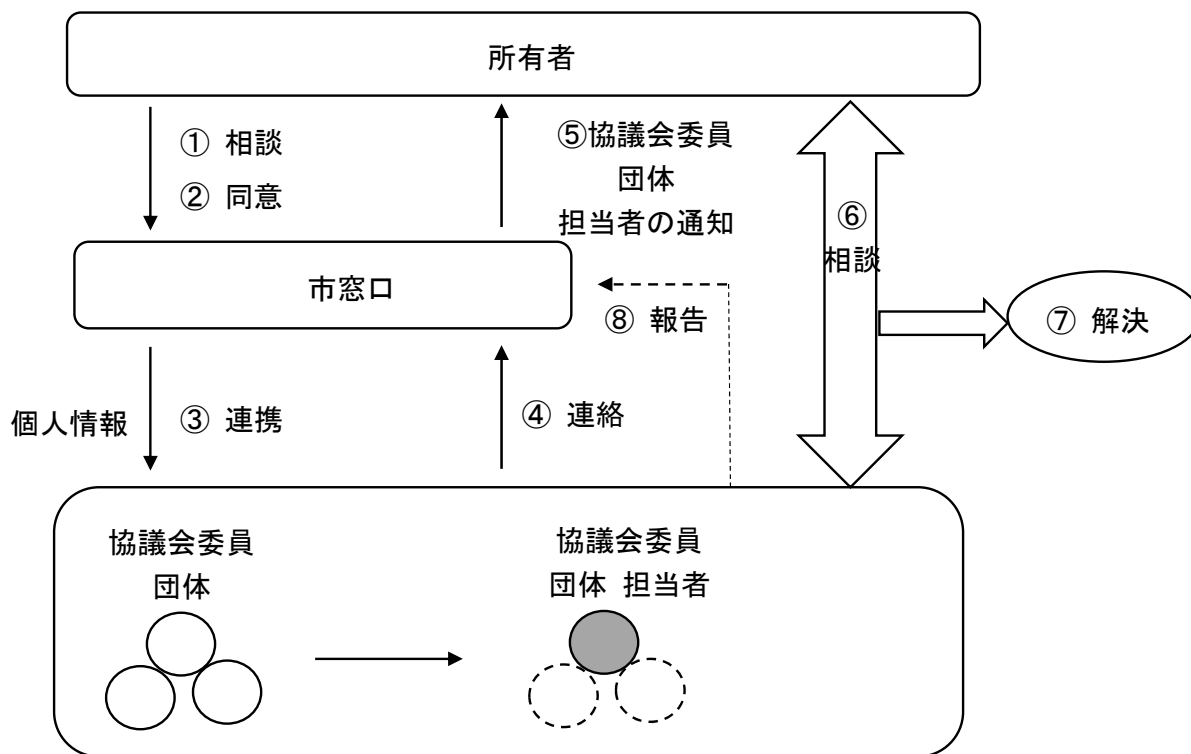 所有者
① 相談
② 同意
⑤協議会委員
団体
担当者の通知
⑥
相談
市窓口
⑧ 報告
⑦ 解決
個人情報
③ 連携
④ 連絡
協議会委員
団体
協議会委員
団体 担当者